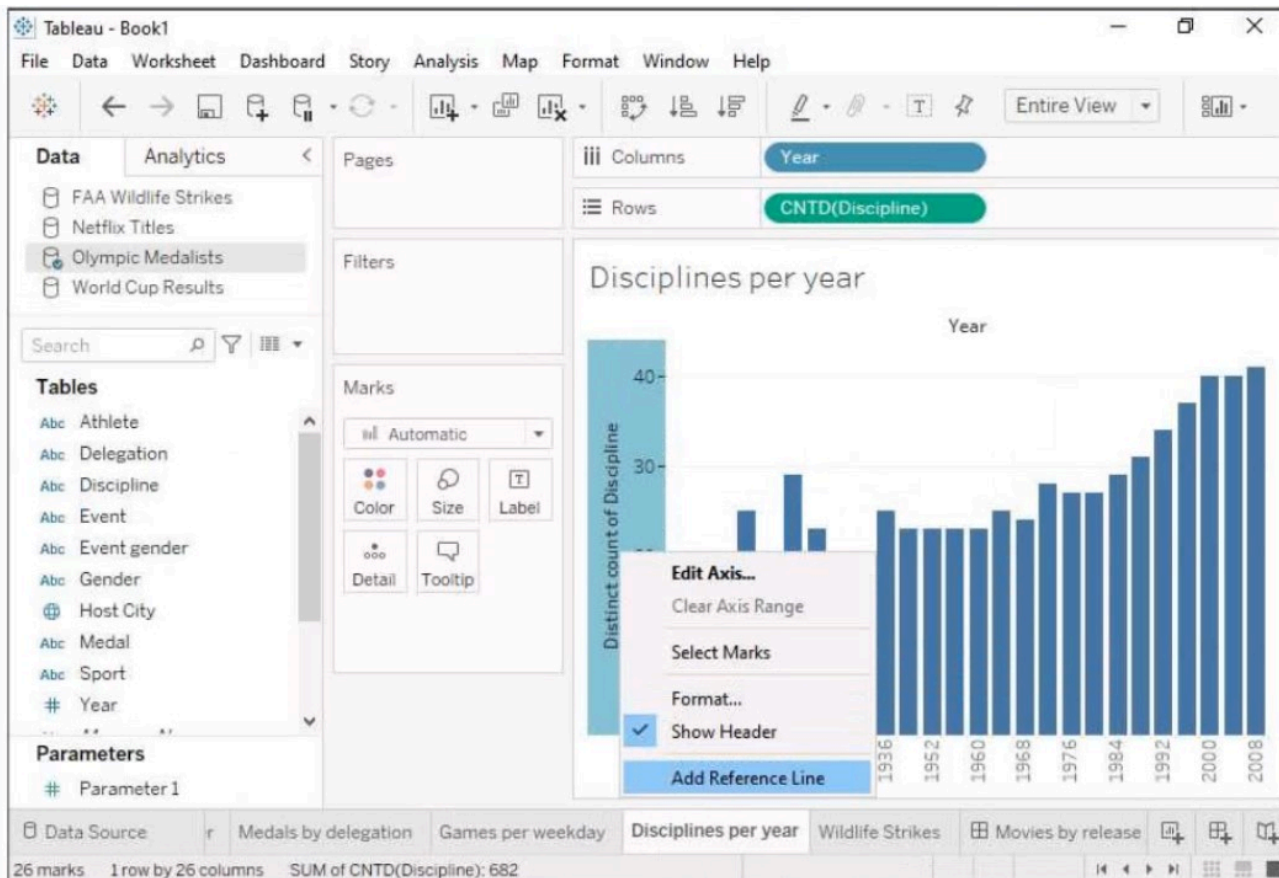 Tableau - Book1
File Data Worksheet Dashboard Story Analysis Map Format Window Help
Entire View
Data Analytics
FAA Wildlife Strikes
Netflix Titles
Olympic Medalists
World Cup Results
Search
Tables
Abc Athlete
Abc Delegation
Abc Discipline
Abc Event
Abc Event gender
Abc Gender
Host City
Abc Medal
Abc Sport
# Year
Parameters
# Parameter 1
Pages
Filters
Marks
Automatic
Color Size Label
Detail Tooltip
Columns Year
Rows CNTD(Discipline)
Disciplines per year
Year
Distinct count of Discipline
40
30
Edit Axis...
Clear Axis Range
Select Marks
Format...
Show Header
Add Reference Line
1936 1952 1960 1968 1976 1984 1992 2000 2008
Data Source r Medals by delegation Games per weekday Disciplines per year Wildlife Strikes Movies by release
26 marks 1 row by 26 columns SUM of CNTD(Discipline): 682